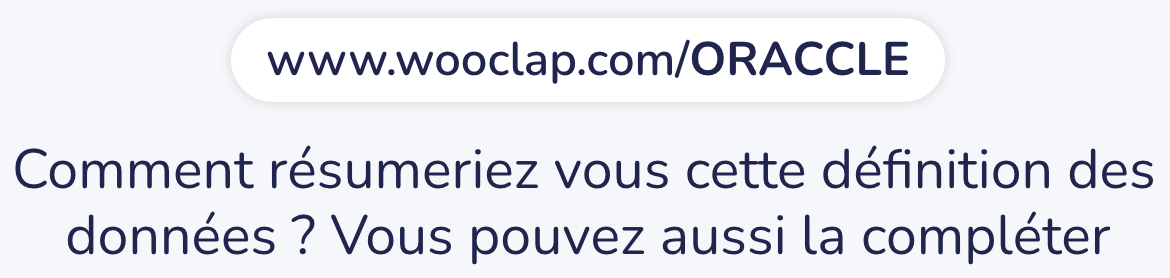 www.wooclap.com/ORACCLE
Comment résumeriez vous cette définition des
données ? Vous pouvez aussi la compléter